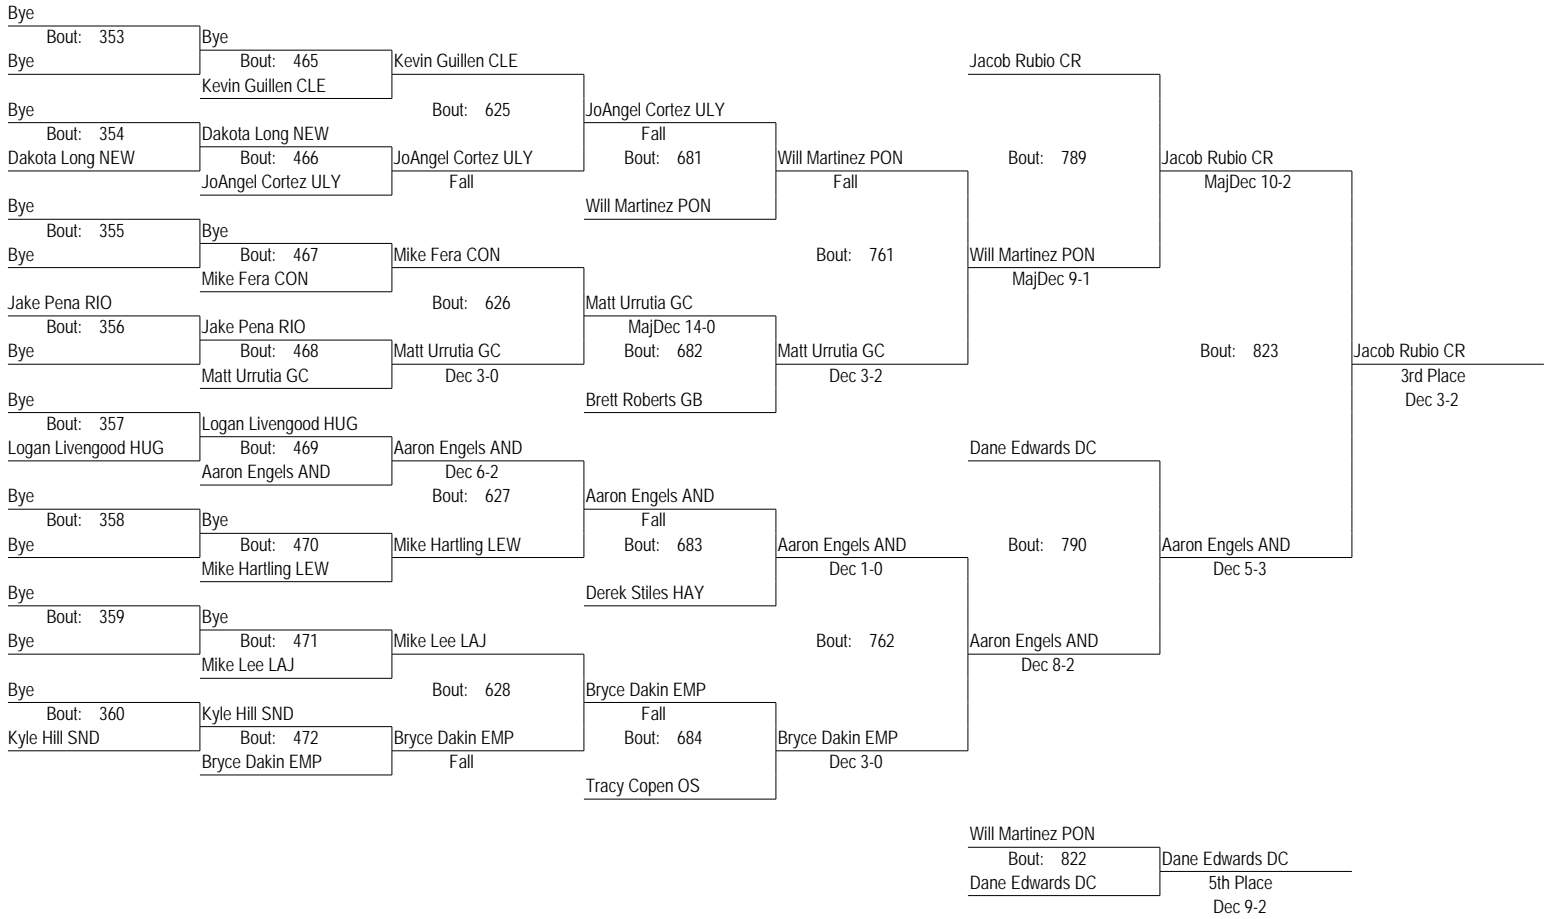 Bye
Bout: 353
Bye
Bye
Bout: 465
Kevin Guillen CLE
Kevin Guillen CLE
Bout: 625
Bye
Bout: 354
Dakota Long NEW
Dakota Long NEW
Bout: 466
JoAngel Cortez ULY
JoAngel Cortez ULY
Fall
JoAngel Cortez ULY
Fall
Bout: 681
Will Martinez PON
Will Martinez PON
Fall
Bye
Bout: 355
Bye
Bye
Bout: 467
Mike Fera CON
Mike Fera CON
Bout: 626
Jake Pena RIO
Bout: 356
Bye
Jake Pena RIO
Bout: 468
Matt Urrutia GC
Matt Urrutia GC
Dec 3-0
Matt Urrutia GC
MajDec 14-0
Bout: 682
Brett Roberts GB
Matt Urrutia GC
Dec 3-2
Bout: 761
Will Martinez PON
MajDec 9-1
Jacob Rubio CR
Bout: 789
Jacob Rubio CR
MajDec 10-2
Bye
Bout: 357
Logan Livengood HUG
Logan Livengood HUG
Bout: 469
Aaron Engels AND
Aaron Engels AND
Dec 6-2
Bout: 627
Bye
Bout: 358
Bye
Bye
Bout: 470
Mike Hartling LEW
Mike Hartling LEW
Aaron Engels AND
Fall
Bout: 683
Derek Stiles HAY
Aaron Engels AND
Dec 1-0
Bye
Bout: 359
Bye
Bye
Bout: 471
Mike Lee LAJ
Mike Lee LAJ
Bout: 628
Bye
Bout: 360
Kyle Hill SND
Kyle Hill SND
Bout: 472
Bryce Dakin EMP
Bryce Dakin EMP
Fall
Bryce Dakin EMP
Fall
Bout: 684
Tracy Copen OS
Bryce Dakin EMP
Dec 3-0
Bout: 762
Aaron Engels AND
Dec 8-2
Dane Edwards DC
Bout: 790
Aaron Engels AND
Dec 5-3
Bout: 823
Jacob Rubio CR
3rd Place
Dec 3-2
Will Martinez PON
Bout: 822
Dane Edwards DC
Dane Edwards DC
5th Place
Dec 9-2